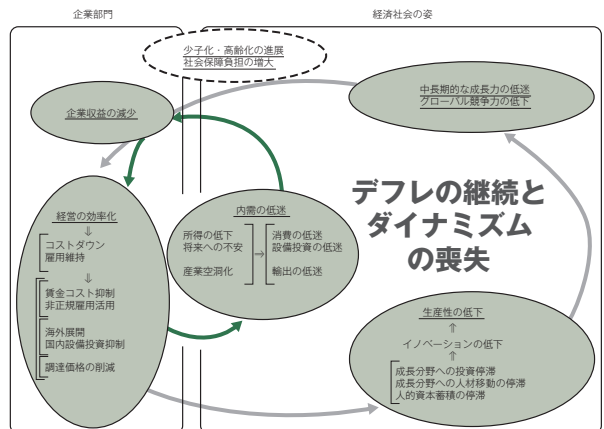 企業部門
経済社会の姿
少子化・高齢化の進展
社会保障負担の増大
企業収益の減少
中長期的な成長力の低迷
グローバル競争力の低下
経営の効率化
⇓
コストダウン
雇用維持
⇓
賃金コスト抑制
非正規雇用活用
海外展開
国内設備投資抑制
調達価格の削減
内需の低迷
所得の低下
将来への不安
産業空洞化
→
消費の低迷
設備投資の低迷
輸出の低迷
デフレの継続と
ダイナミズム
の喪失
生産性の低下
⇑
イノベーションの低下
⇑
成長分野への投資停滞
成長分野への人材移動の停滞
人的資本蓄積の停滞